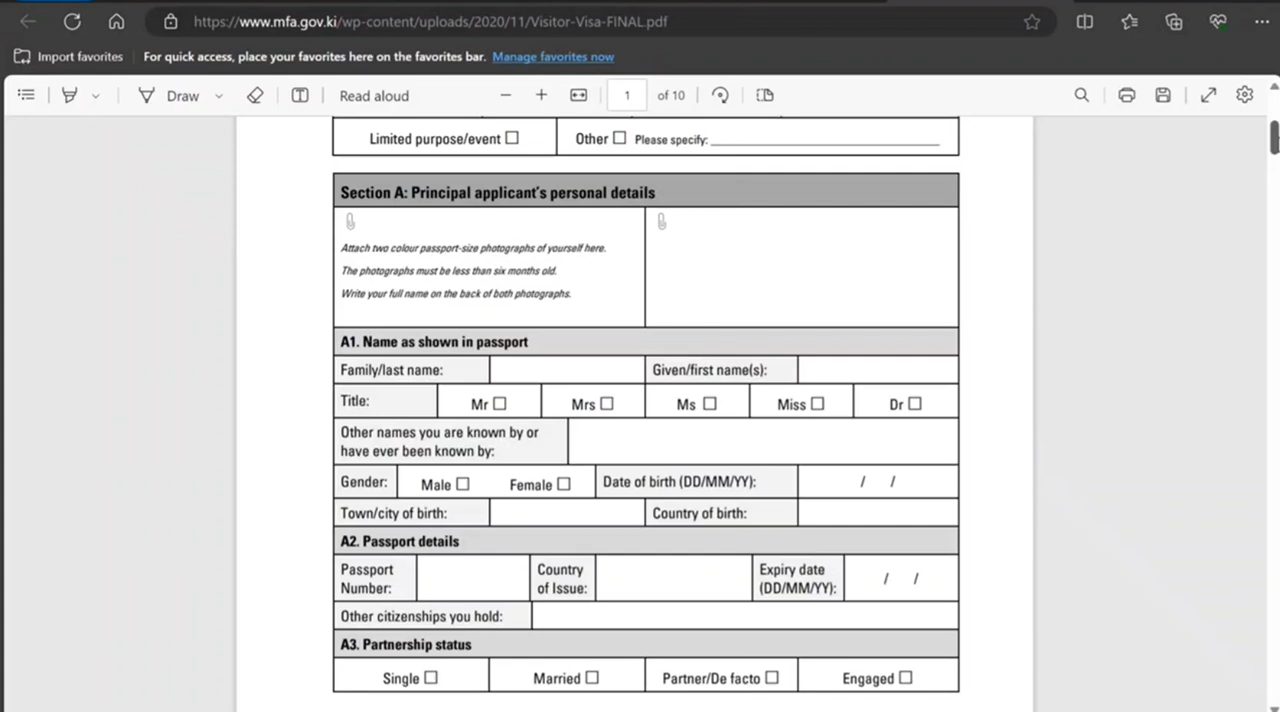 https://www.mfa.gov.ki/wp-content/uploads/2020/11/Visitor-Visa-FINAL.pdf
Import favorites For quick access, place your favorites here on the favorites bar. Manage favorites now
Draw Read aloud 1 of 10
Limited purpose/event Other Please specify:
Section A: Principal applicant's personal details
Attach two colour passport-size photographs of yourself here.
The photographs must be less than six months old.
Write your full name on the back of both photographs.
A1. Name as shown in passport
Family/last name: Given/first name(s):
Title: Mr Mrs Ms Miss Dr
Other names you are known by or
have ever been known by:
Gender: Male Female Date of birth (DD/MM/YY): / /
Town/city of birth: Country of birth:
A2. Passport details
Passport Number: Country of Issue: Expiry date (DD/MM/YY): / /
Other citizenships you hold:
A3. Partnership status
Single Married Partner/De facto Engaged